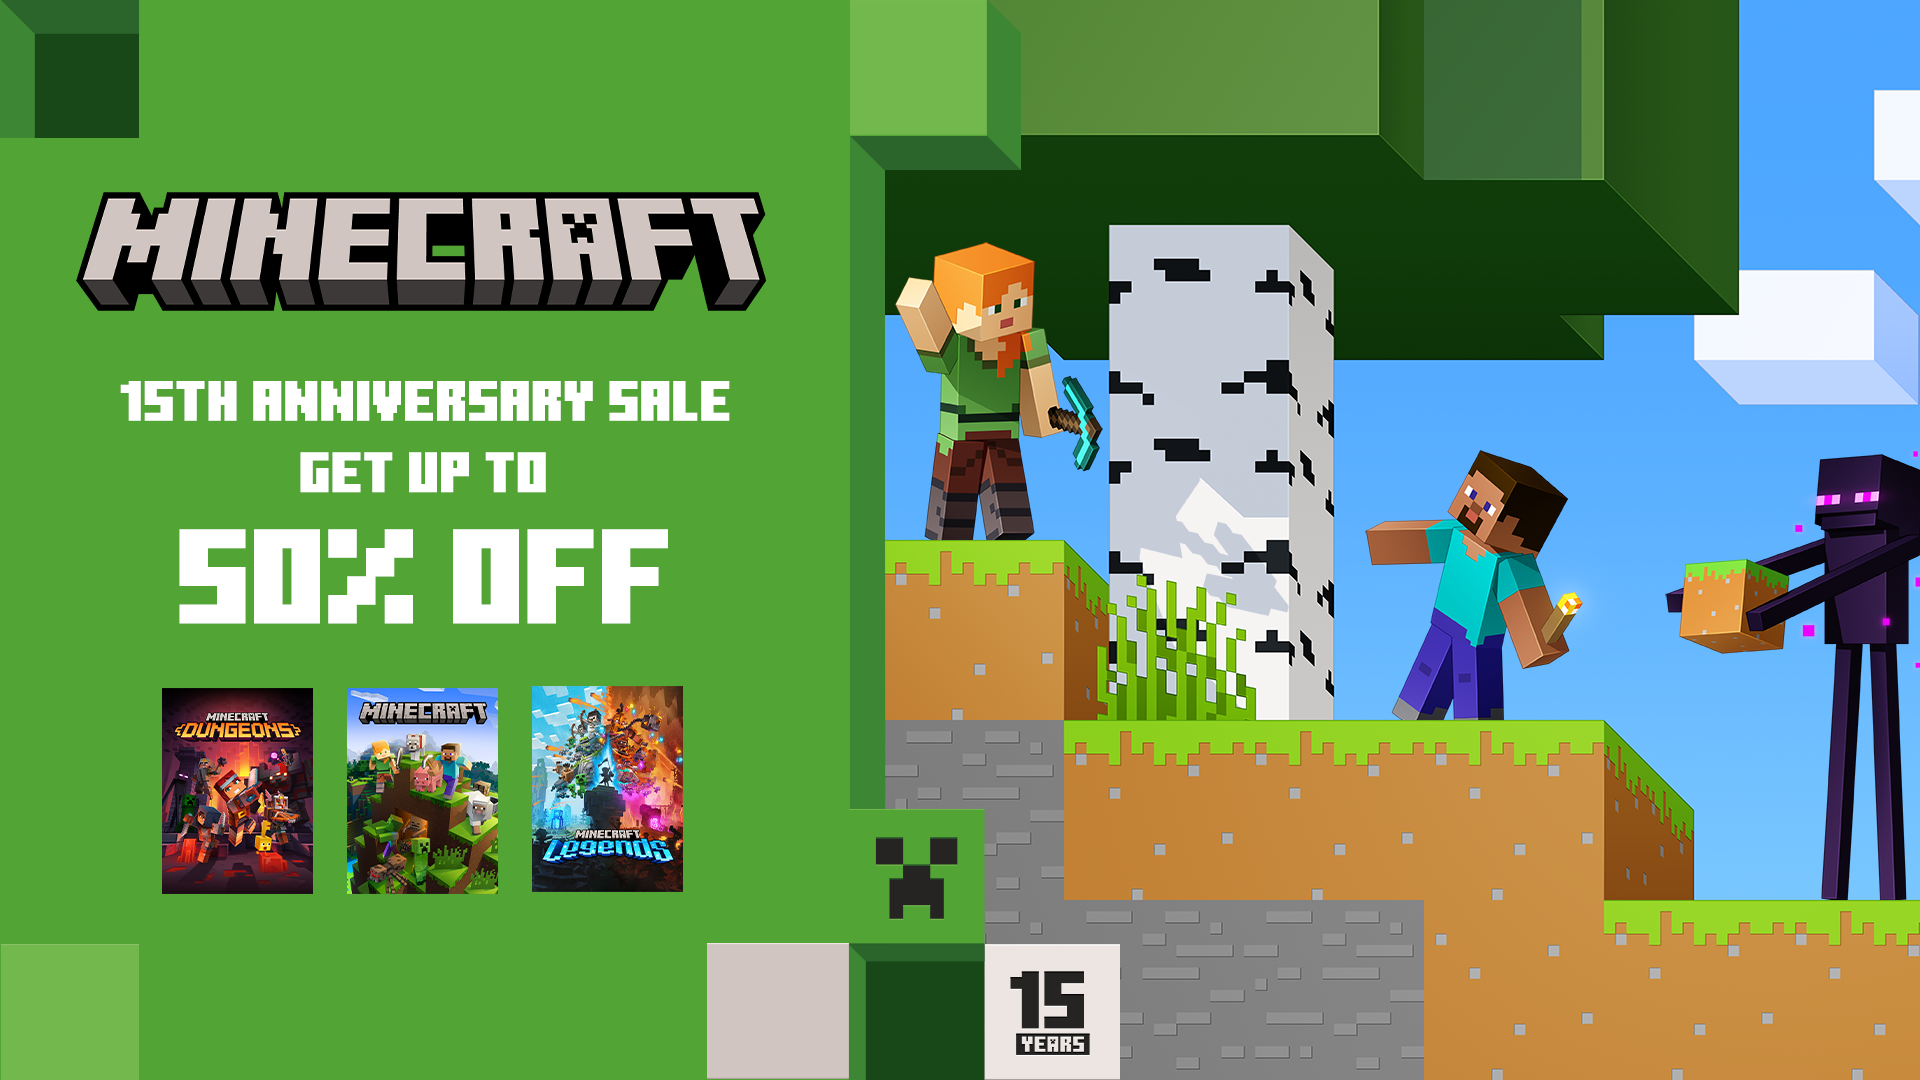 MINECRAFT
15TH ANNIVERSARY SALE
GET UP TO
50% OFF
MINECRAFT
DUNGEONS
MINECRAFT
MINECRAFT
Legends
15
YEARS